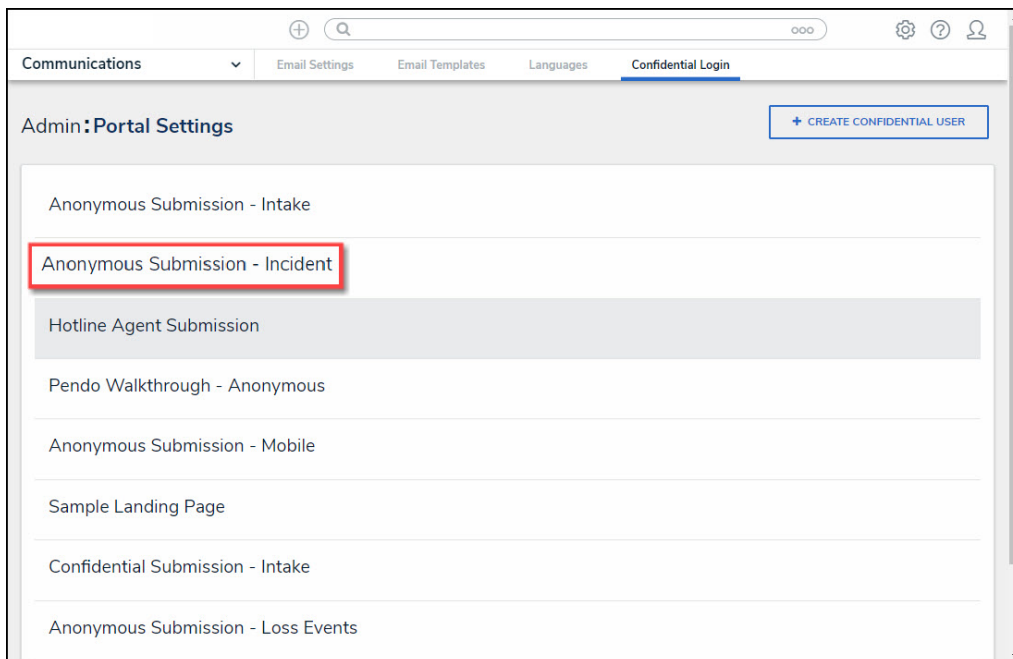 Communications
Email Settings
Email Templates
Languages
Confidential Login
Admin:Portal Settings
+ CREATE CONFIDENTIAL USER
Anonymous Submission - Intake
Anonymous Submission - Incident
Hotline Agent Submission
Pendo Walkthrough - Anonymous
Anonymous Submission - Mobile
Sample Landing Page
Confidential Submission - Intake
Anonymous Submission - Loss Events